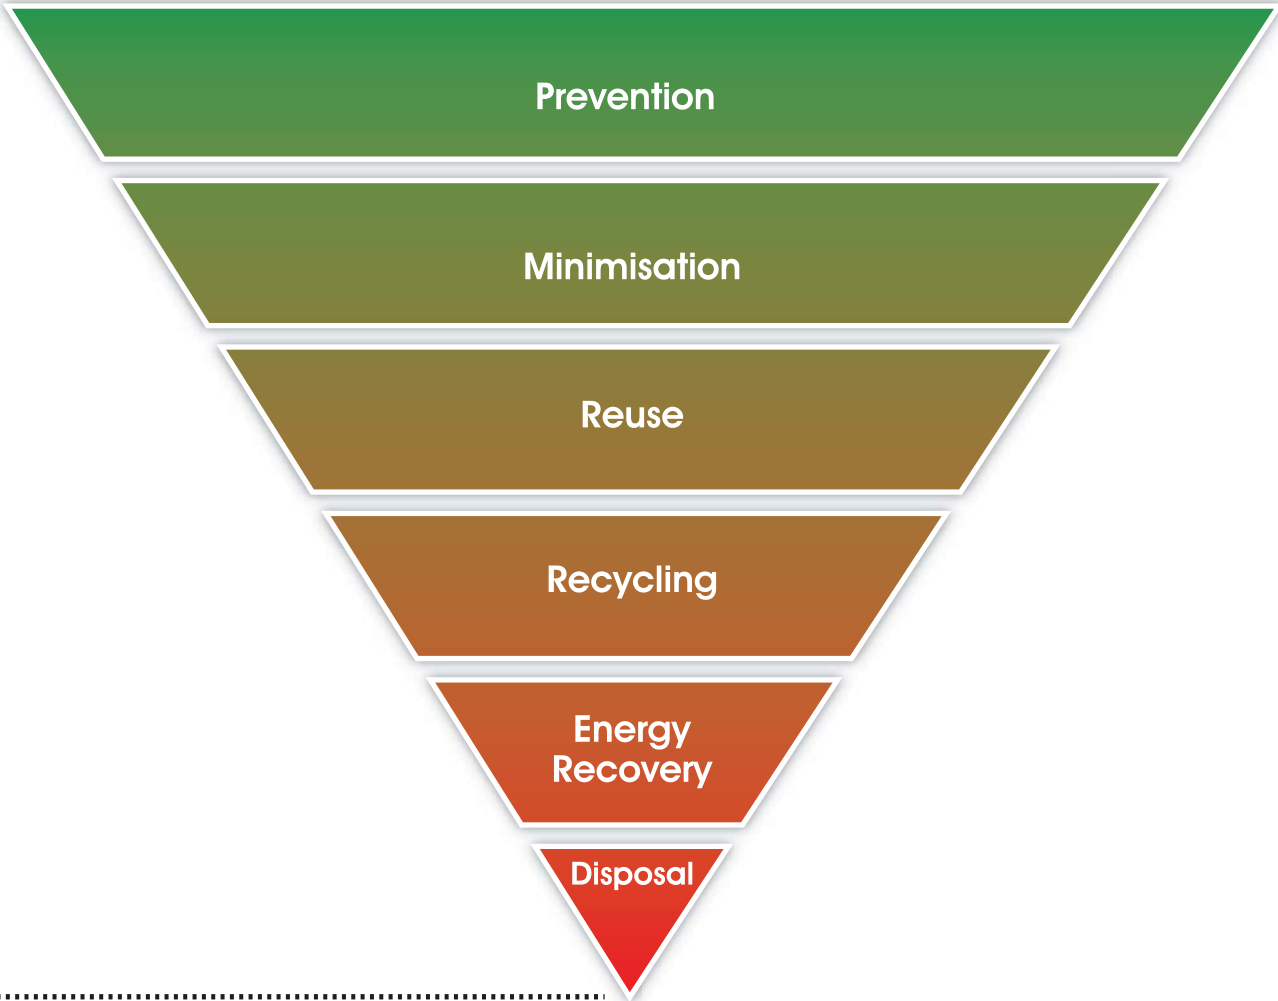 Prevention
Minimisation
Reuse
Recycling
Energy
Recovery
Disposal